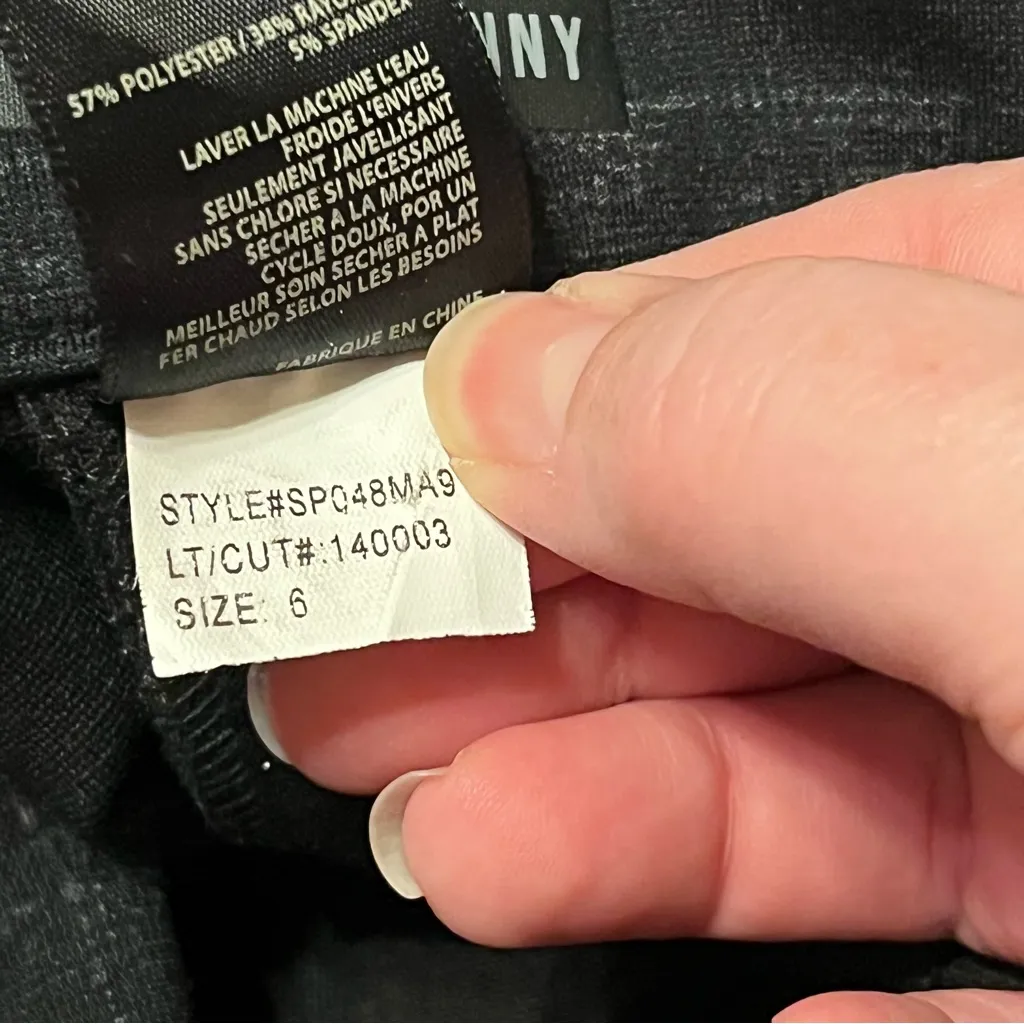 NNY
57% POLYESTER / 38% RAYO
5% SPANDEX
LAVER LA MACHINE L'EAU
FROIDE L'ENVERS
SEULEMENT JAVELLISANT
SANS CHLORE SI NECESSAIRE
SECHER A LA MACHINE
CYCLE DOUX, POR UN
MEILLEUR SOIN SECHER A PLAT
FER CHAUD SELON LES BESOINS
FABRIQUE EN CHINE
STYLE#SP048MA9
LT/CUT#:140003
SIZE: 6